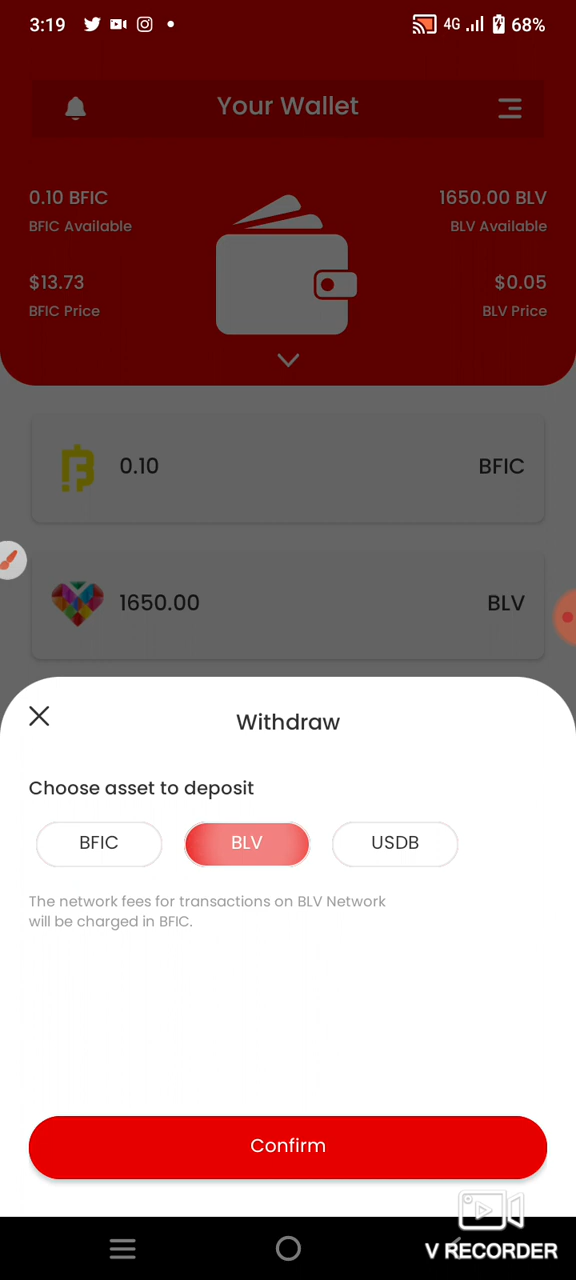 3:19
4G
68%
Your Wallet
0.10 BFIC
BFIC Available
1650.00 BLV
BLV Available
$13.73
BFIC Price
$0.05
BLV Price
0.10
BFIC
1650.00
BLV
Withdraw
Choose asset to deposit
BFIC
BLV
USDB
The network fees for transactions on BLV Network
will be charged in BFIC.
Confirm
V RECORDER